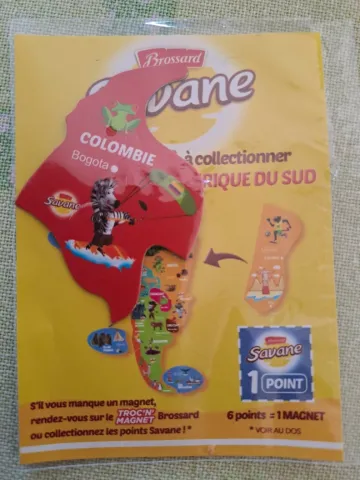 Brossard
Savane
COLOMBIE
Bogota
à collectionner
RIQUE DU SUD
Savane
Savane
1 POINT
S'il vous manque un magnet,
rendez-vous sur le TROC'N' MAGNET Brossard
ou collectionnez les points Savane ! *
6 points = 1 MAGNET
* VOIR AU DOS